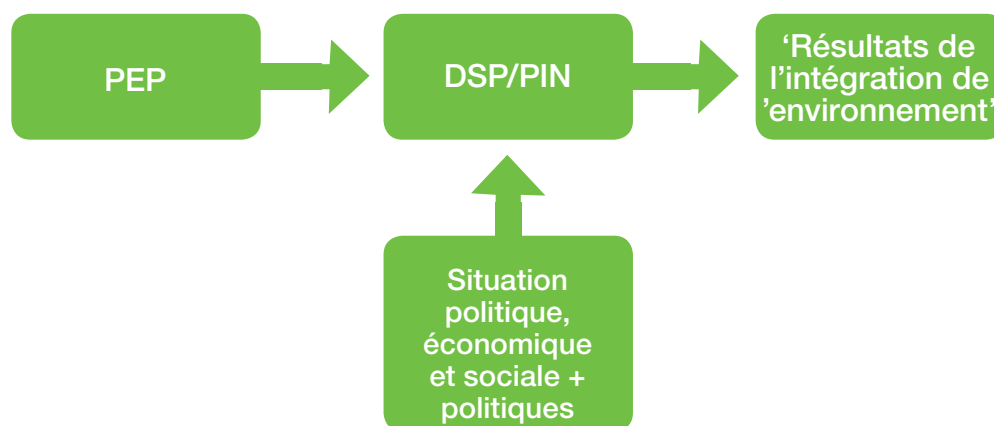 PEP
DSP/PIN
‘Résultats de
l’intégration de
’environnement’
Situation
politique,
économique
et sociale +
politiques